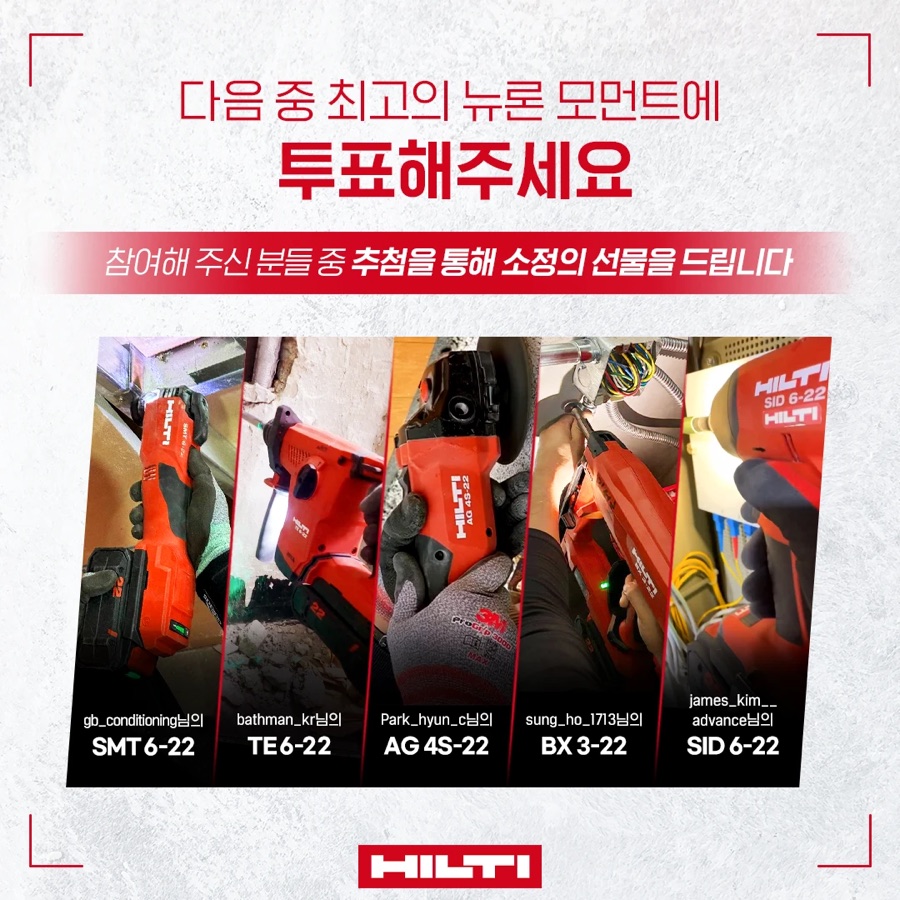 다음 중 최고의 뉴론 모먼트에
투표해주세요
참여해 주신 분들 중 추첨을 통해 소정의 선물을 드립니다
HILTI
22
HILTI
22
HILTI
AG 4S-22
3M
HILTI
HILTI
SID 6-22
HILTI
gb_conditioning님의
SMT 6-22
bathman_kr님의
TE 6-22
Park_hyun_c님의
AG 4S-22
sung_ho_1713님의
BX 3-22
james_kim__
advance님의
SID 6-22
HILTI